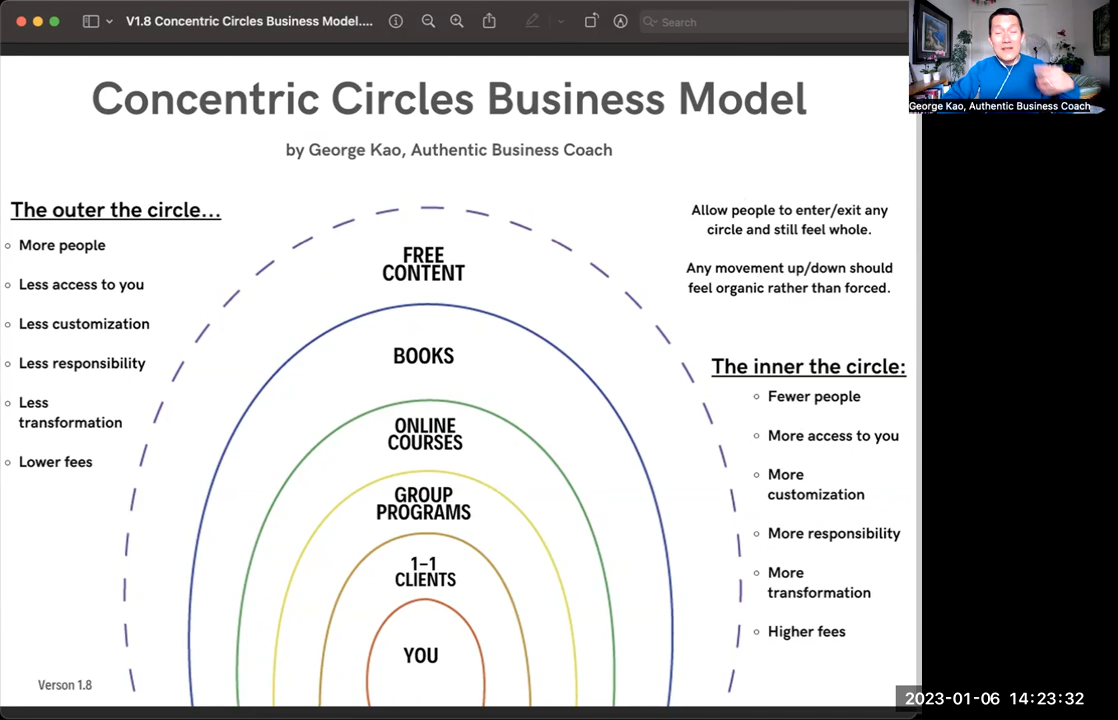 V1.8 Concentric Circles Business Model....
Search
George Kao, Authentic Business Coach
Concentric Circles Business Model
by George Kao, Authentic Business Coach
The outer the circle...
More people
Less access to you
Less customization
Less responsibility
Less
transformation
Lower fees
FREE
CONTENT
BOOKS
ONLINE
COURSES
GROUP
PROGRAMS
1-1
CLIENTS
YOU
Allow people to enter/exit any
circle and still feel whole.
Any movement up/down should
feel organic rather than forced.
The inner the circle:
Fewer people
More access to you
More
customization
More responsibility
More
transformation
Higher fees
Verson 1.8
2023-01-06 14:23:32